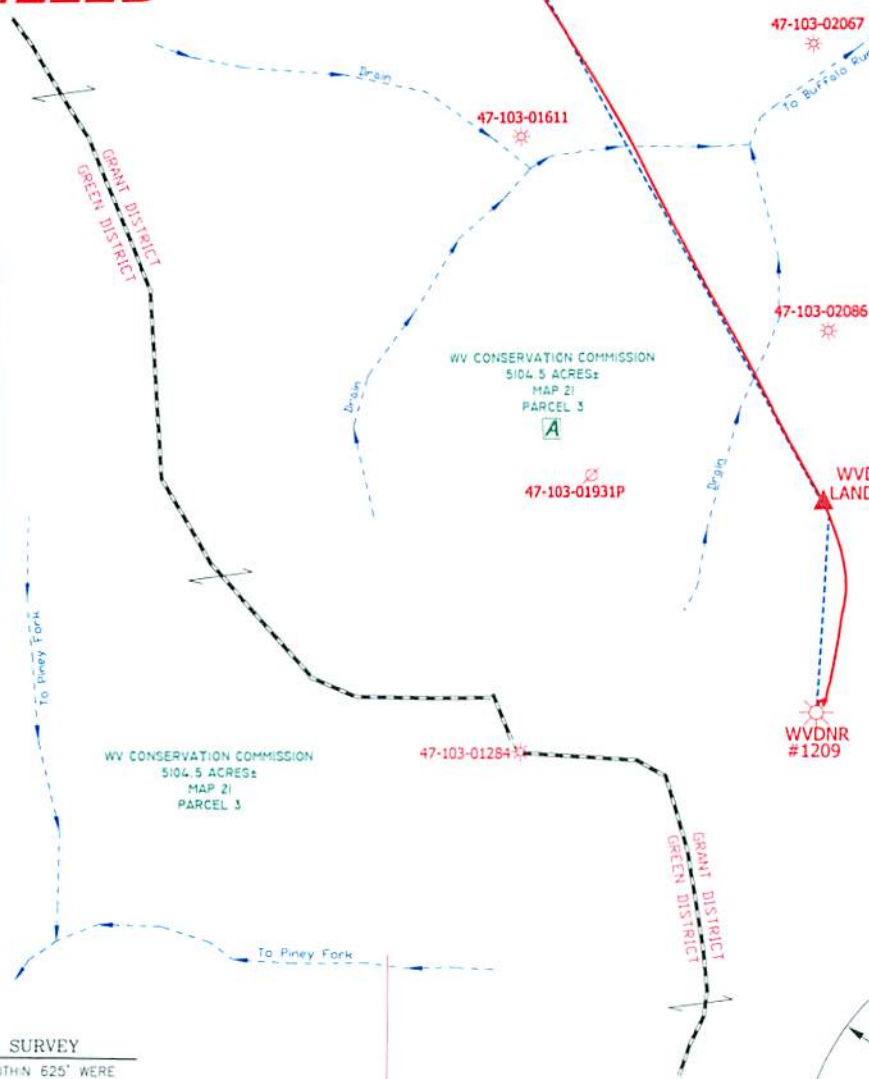 47-103-02067
Drain
To Buffalo Run
47-103-01611
GRANT DISTRICT
GREEN DISTRICT
47-103-02086
WV CONSERVATION COMMISSION
5104.5 ACRES±
MAP 21
PARCEL 3
A
Drain
Drain
47-103-01931P
LAND
To Piney Fork
WVDNR
#1209
47-103-01284
WV CONSERVATION COMMISSION
5104.5 ACRES±
MAP 21
PARCEL 3
GRANT DISTRICT
GREEN DISTRICT
To Piney Fork
SURVEY
625' WERE